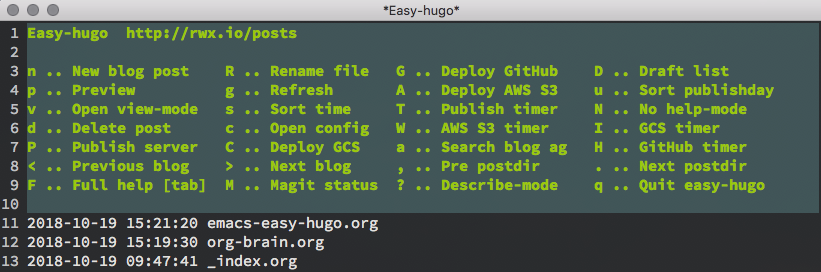 *Easy-hugo*
1 Easy-hugo  http://rwx.io/posts
2
3 n .. New blog post    R .. Rename file   G .. Deploy GitHub    D .. Draft list
4 p .. Preview          g .. Refresh       A .. Deploy AWS S3    u .. Sort publishday
5 v .. Open view-mode   s .. Sort time     T .. Publish timer    N .. No help-mode
6 d .. Delete post      c .. Open config   W .. AWS S3 timer     I .. GCS timer
7 P .. Publish server   C .. Deploy GCS    a .. Search blog ag   H .. GitHub timer
8 < .. Previous blog    > .. Next blog     , .. Pre postdir      . .. Next postdir
9 F .. Full help [tab]  M .. Magit status  ? .. Describe-mode    q .. Quit easy-hugo
10
11 2018-10-19 15:21:20 emacs-easy-hugo.org
12 2018-10-19 15:19:30 org-brain.org
13 2018-10-19 09:47:41 _index.org